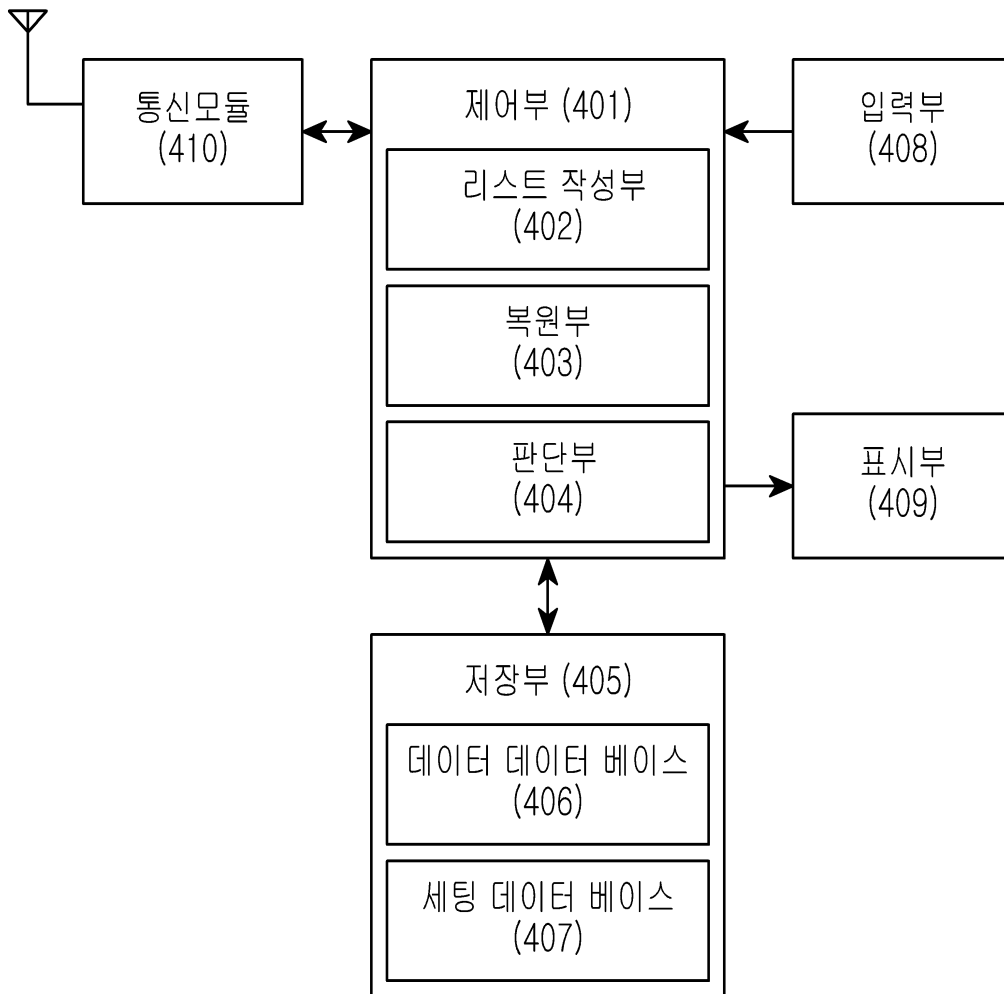 통신모듈
(410)
제어부 (401)
리스트 작성부
(402)
복원부
(403)
판단부
(404)
입력부
(408)
표시부
(409)
저장부 (405)
데이터 데이터 베이스
(406)
세팅 데이터 베이스
(407)